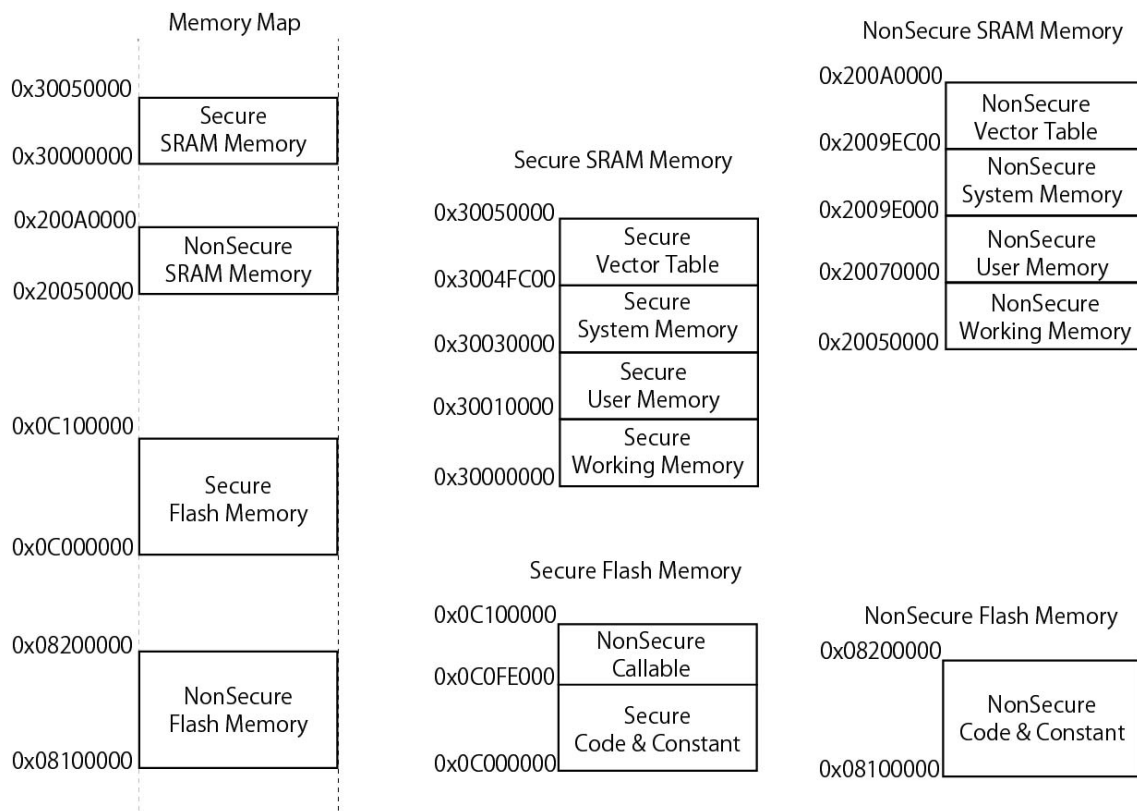 Memory Map
0x30050000
Secure
SRAM Memory
0x30000000
0x200A0000
NonSecure
SRAM Memory
0x20050000
0x0C100000
Secure
Flash Memory
0x0C000000
0x08200000
NonSecure
Flash Memory
0x08100000
Secure SRAM Memory
0x30050000
Secure
Vector Table
0x3004FC00
Secure
System Memory
0x30030000
Secure
User Memory
0x30010000
Secure
Working Memory
0x30000000
Secure Flash Memory
0x0C100000
NonSecure
Callable
0x0C0FE000
Secure
Code & Constant
0x0C000000
NonSecure SRAM Memory
0x200A0000
NonSecure
Vector Table
0x2009EC00
NonSecure
System Memory
0x2009E000
NonSecure
User Memory
0x20070000
NonSecure
Working Memory
0x20050000
NonSecure Flash Memory
0x08200000
NonSecure
Code & Constant
0x08100000